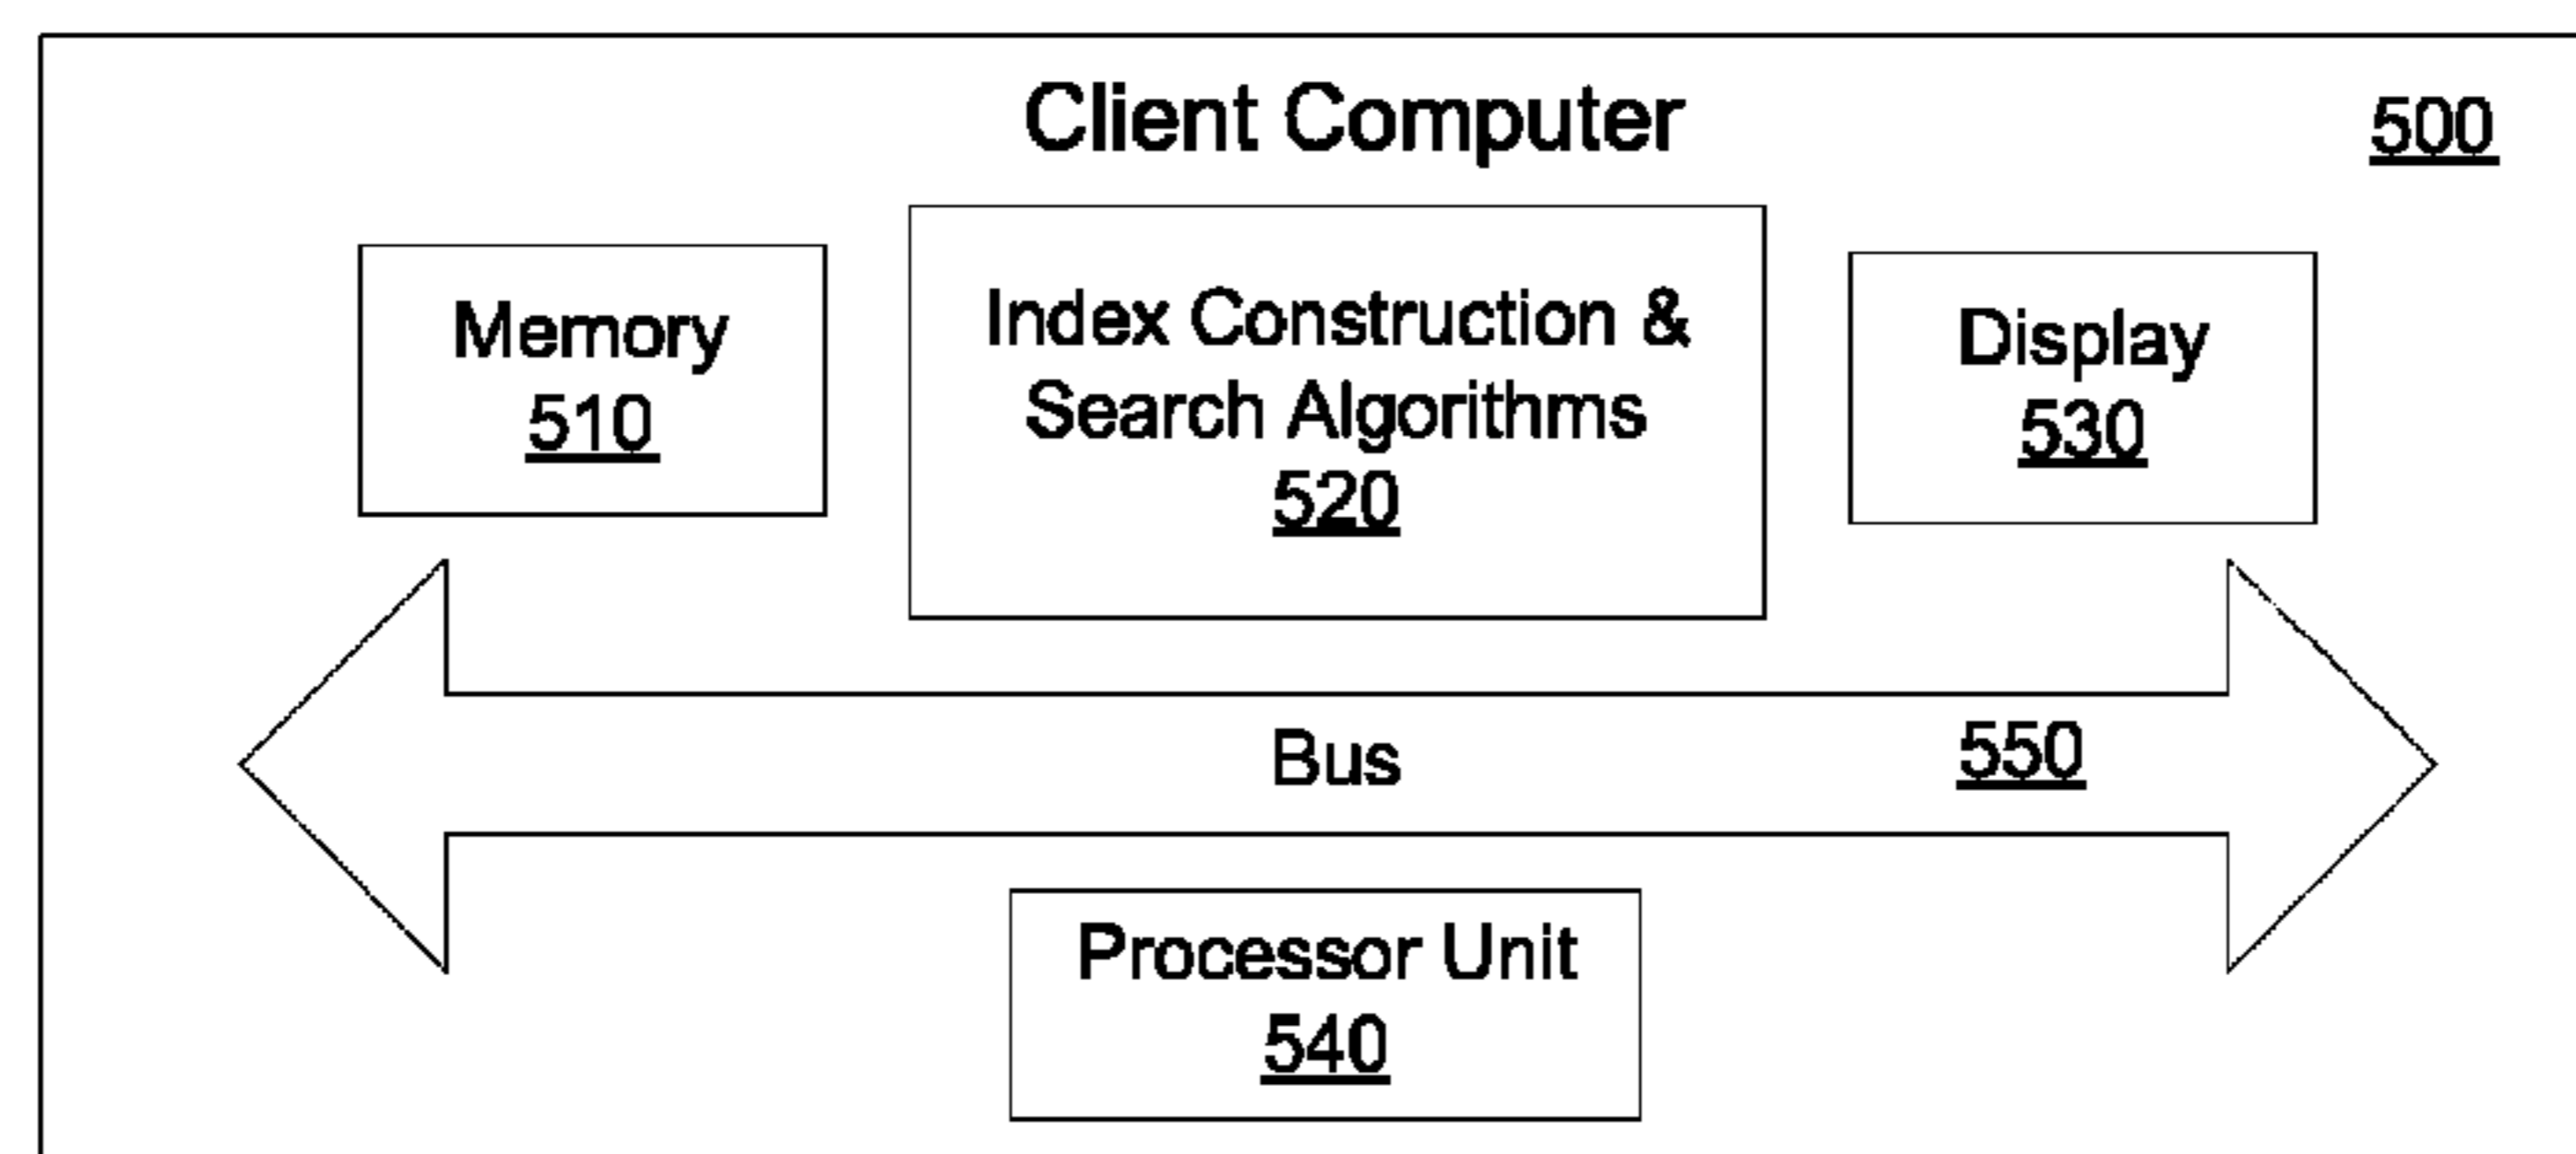 Client Computer
500
Memory
510
Index Construction &
Search Algorithms
520
Display
530
Bus
550
Processor Unit
540